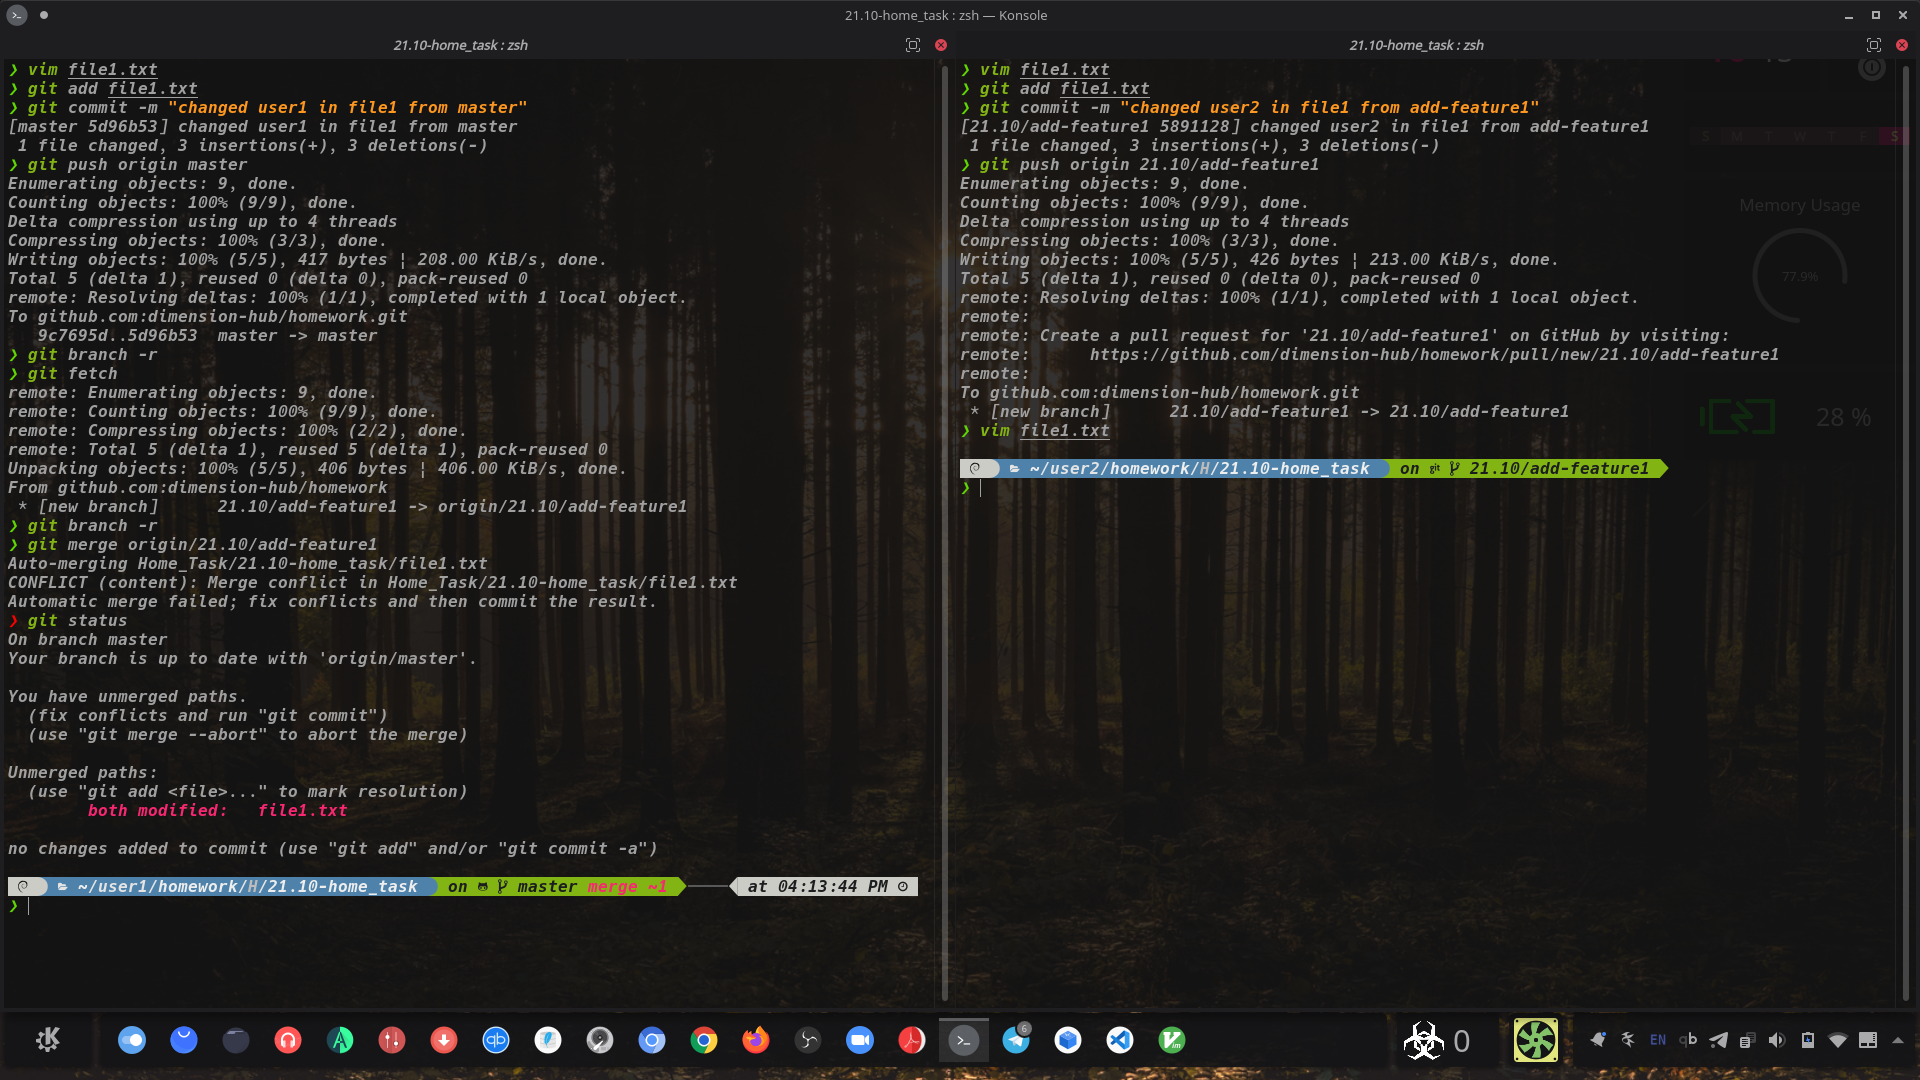 21.10-home_task : zsh — Konsole
21.10-home_task : zsh
❯ vim file1.txt
❯ git add file1.txt
❯ git commit -m "changed user1 in file1 from master"
[master 5d96b53] changed user1 in file1 from master
 1 file changed, 3 insertions(+), 3 deletions(-)
❯ git push origin master
Enumerating objects: 9, done.
Counting objects: 100% (9/9), done.
Delta compression using up to 4 threads
Compressing objects: 100% (3/3), done.
Writing objects: 100% (5/5), 417 bytes ¦ 208.00 KiB/s, done.
Total 5 (delta 1), reused 0 (delta 0), pack-reused 0
remote: Resolving deltas: 100% (1/1), completed with 1 local object.
To github.com:dimension-hub/homework.git
   9c7695d..5d96b53  master -> master
❯ git branch -r
❯ git fetch
remote: Enumerating objects: 9, done.
remote: Counting objects: 100% (9/9), done.
remote: Compressing objects: 100% (2/2), done.
remote: Total 5 (delta 1), reused 5 (delta 1), pack-reused 0
Unpacking objects: 100% (5/5), 406 bytes ¦ 406.00 KiB/s, done.
From github.com:dimension-hub/homework
 * [new branch]      21.10/add-feature1 -> origin/21.10/add-feature1
❯ git branch -r
❯ git merge origin/21.10/add-feature1
Auto-merging Home_Task/21.10-home_task/file1.txt
CONFLICT (content): Merge conflict in Home_Task/21.10-home_task/file1.txt
Automatic merge failed; fix conflicts and then commit the result.
❯ git status
On branch master
Your branch is up to date with 'origin/master'.
You have unmerged paths.
  (fix conflicts and run "git commit")
  (use "git merge --abort" to abort the merge)
Unmerged paths:
  (use "git add <file>..." to mark resolution)
        both modified:   file1.txt
no changes added to commit (use "git add" and/or "git commit -a")
~/user1/homework/H/21.10-home_task on master merge ~1 at 04:13:44 PM
❯
21.10-home_task : zsh
❯ vim file1.txt
❯ git add file1.txt
❯ git commit -m "changed user2 in file1 from add-feature1"
[21.10/add-feature1 5891128] changed user2 in file1 from add-feature1
 1 file changed, 3 insertions(+), 3 deletions(-)
❯ git push origin 21.10/add-feature1
Enumerating objects: 9, done.
Counting objects: 100% (9/9), done.
Delta compression using up to 4 threads
Compressing objects: 100% (3/3), done.
Writing objects: 100% (5/5), 426 bytes ¦ 213.00 KiB/s, done.
Total 5 (delta 1), reused 0 (delta 0), pack-reused 0
remote: Resolving deltas: 100% (1/1), completed with 1 local object.
remote:
remote: Create a pull request for '21.10/add-feature1' on GitHub by visiting:
remote:      https://github.com/dimension-hub/homework/pull/new/21.10/add-feature1
remote:
To github.com:dimension-hub/homework.git
 * [new branch]      21.10/add-feature1 -> 21.10/add-feature1
❯ vim file1.txt
~/user2/homework/H/21.10-home_task on git 21.10/add-feature1
❯
S M T W T F S
Memory Usage
77.9%
28 %
6
0
EN
qb